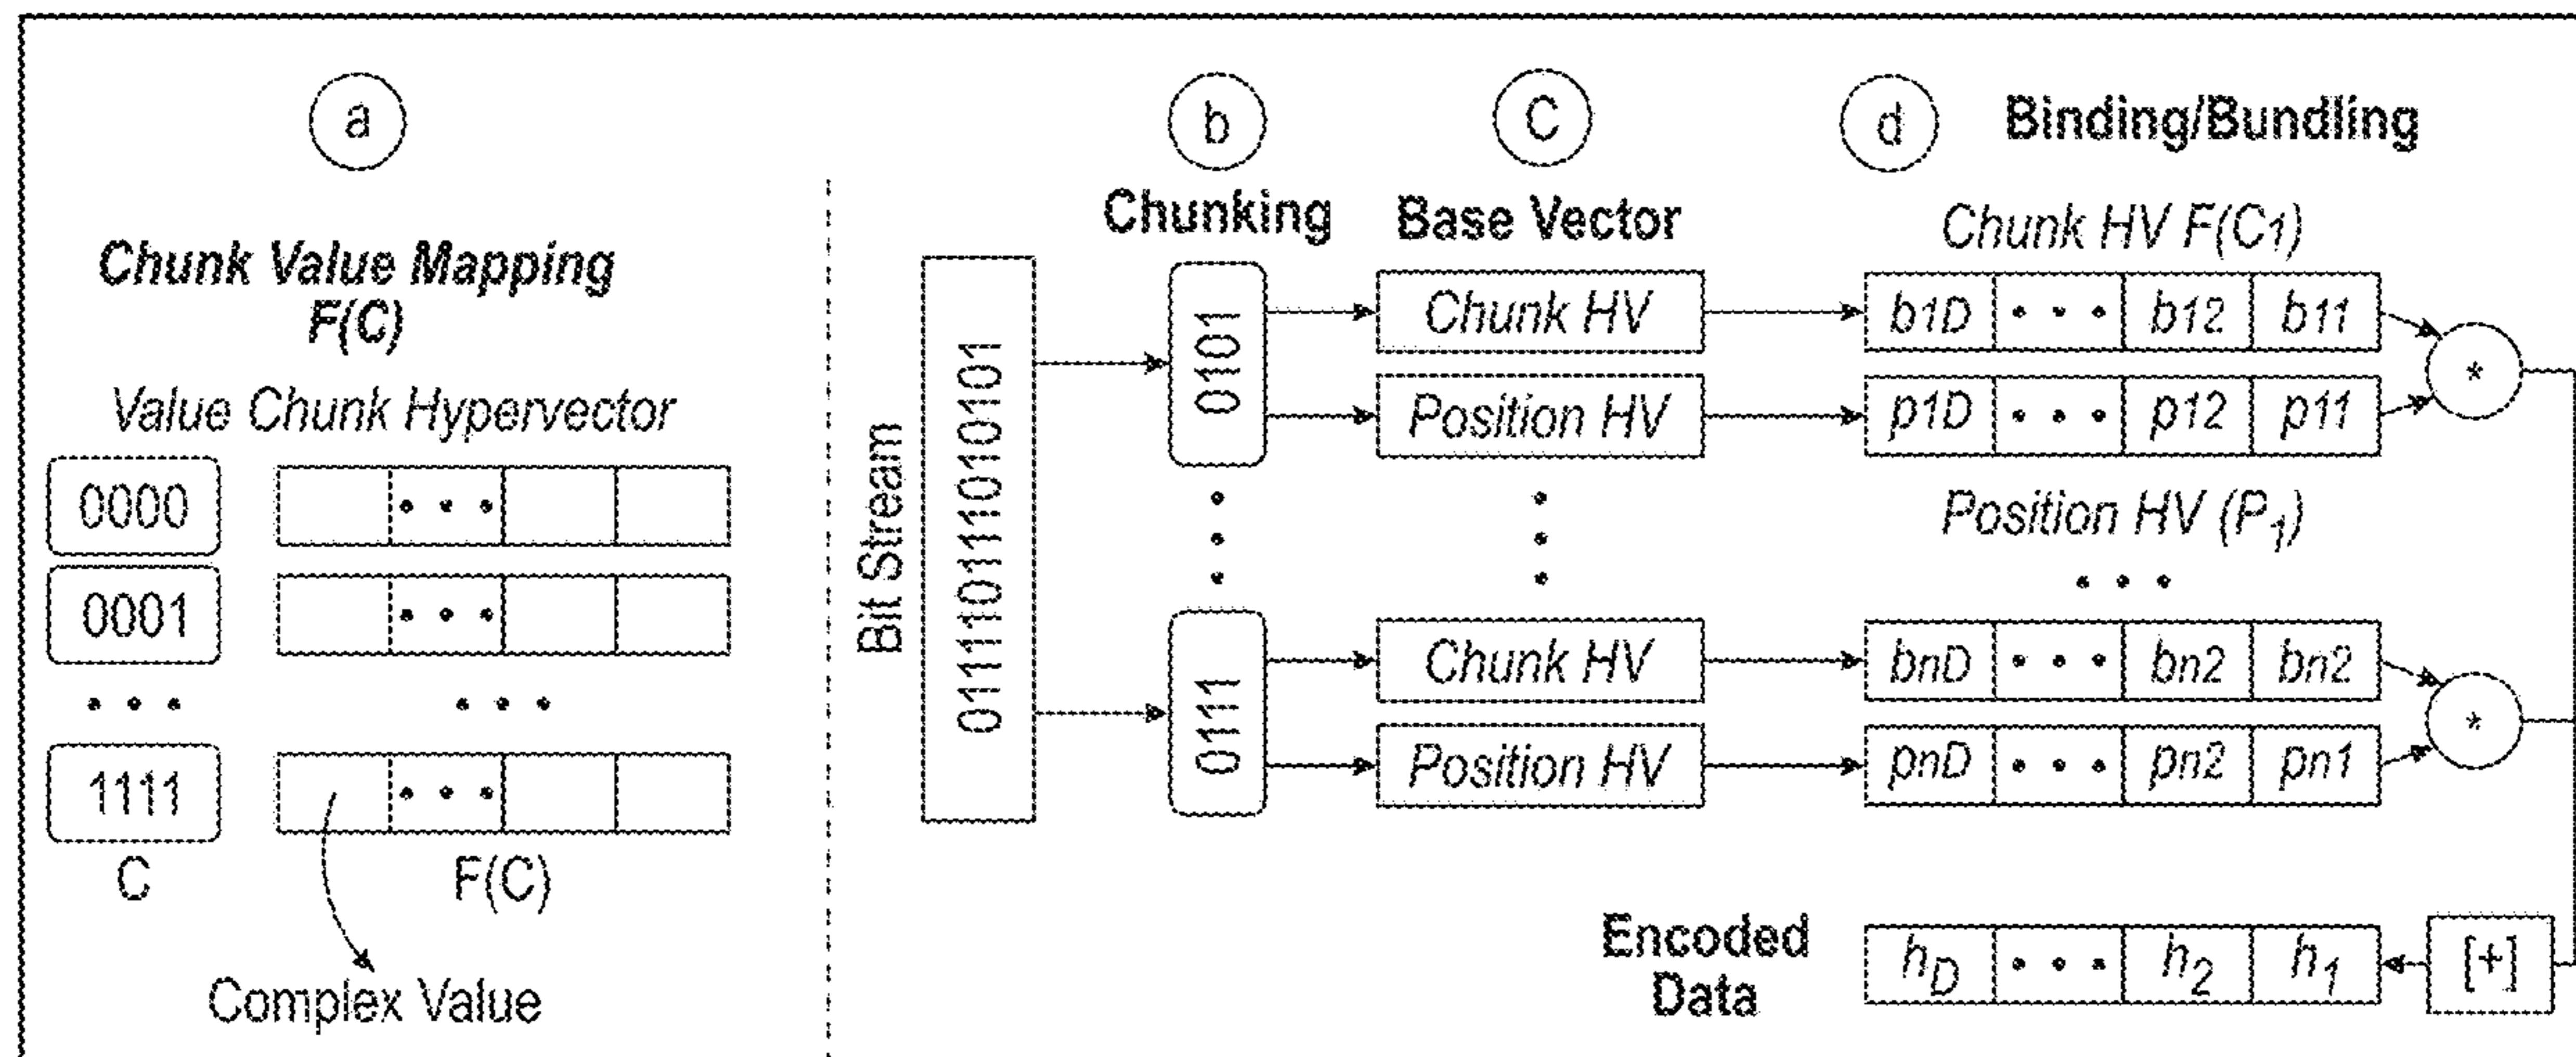 a
Chunk Value Mapping
F(C)
Value Chunk Hypervector
0000
• • •
0001
• • •
• • •
• • •
1111
• • •
C
F(C)
Complex Value
Bit Stream
b
Chunking
0101
0111
C
Base Vector
Chunk HV
Position HV
Chunk HV
Position HV
d
Binding/Bundling
Chunk HV F(C1)
b1D • • • b12 b11
*
p1D • • • p12 p11
Position HV (P1)
• • •
bnD • • • bn2 bn2
*
pnD • • • pn2 pn1
Encoded
Data
hD • • • h2 h1
[+]